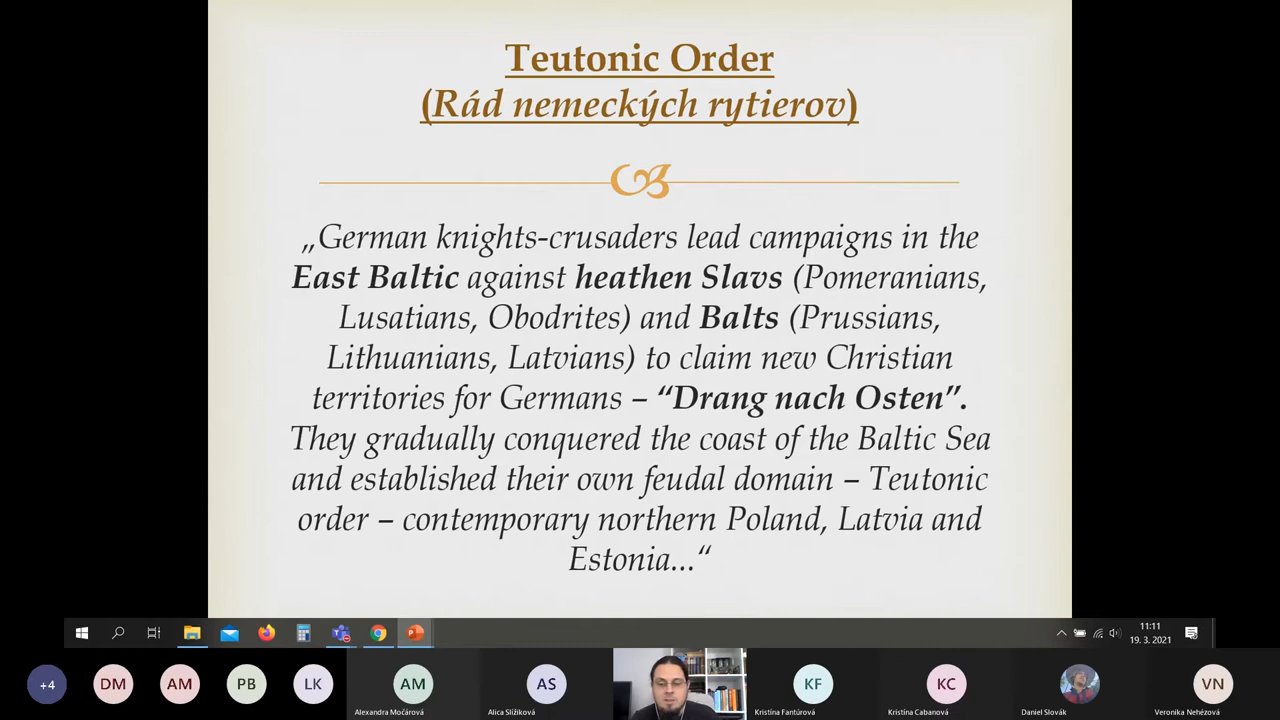 Teutonic Order
(Rád nemeckých rytierov)
„German knights-crusaders lead campaigns in the
East Baltic against heathen Slavs (Pomeranians,
Lusatians, Obodrites) and Balts (Prussians,
Lithuanians, Latvians) to claim new Christian
territories for Germans – “Drang nach Osten”.
They gradually conquered the coast of the Baltic Sea
and established their own feudal domain – Teutonic
order – contemporary northern Poland, Latvia and
Estonia...“
11:11
19. 3. 2021
+4
DM
AM
PB
LK
AM
Alexandra Močárová
AS
Alica Slížiková
KF
Kristína Fantúrová
KC
Kristína Cabanová
Daniel Slovák
VN
Veronika Nehézová